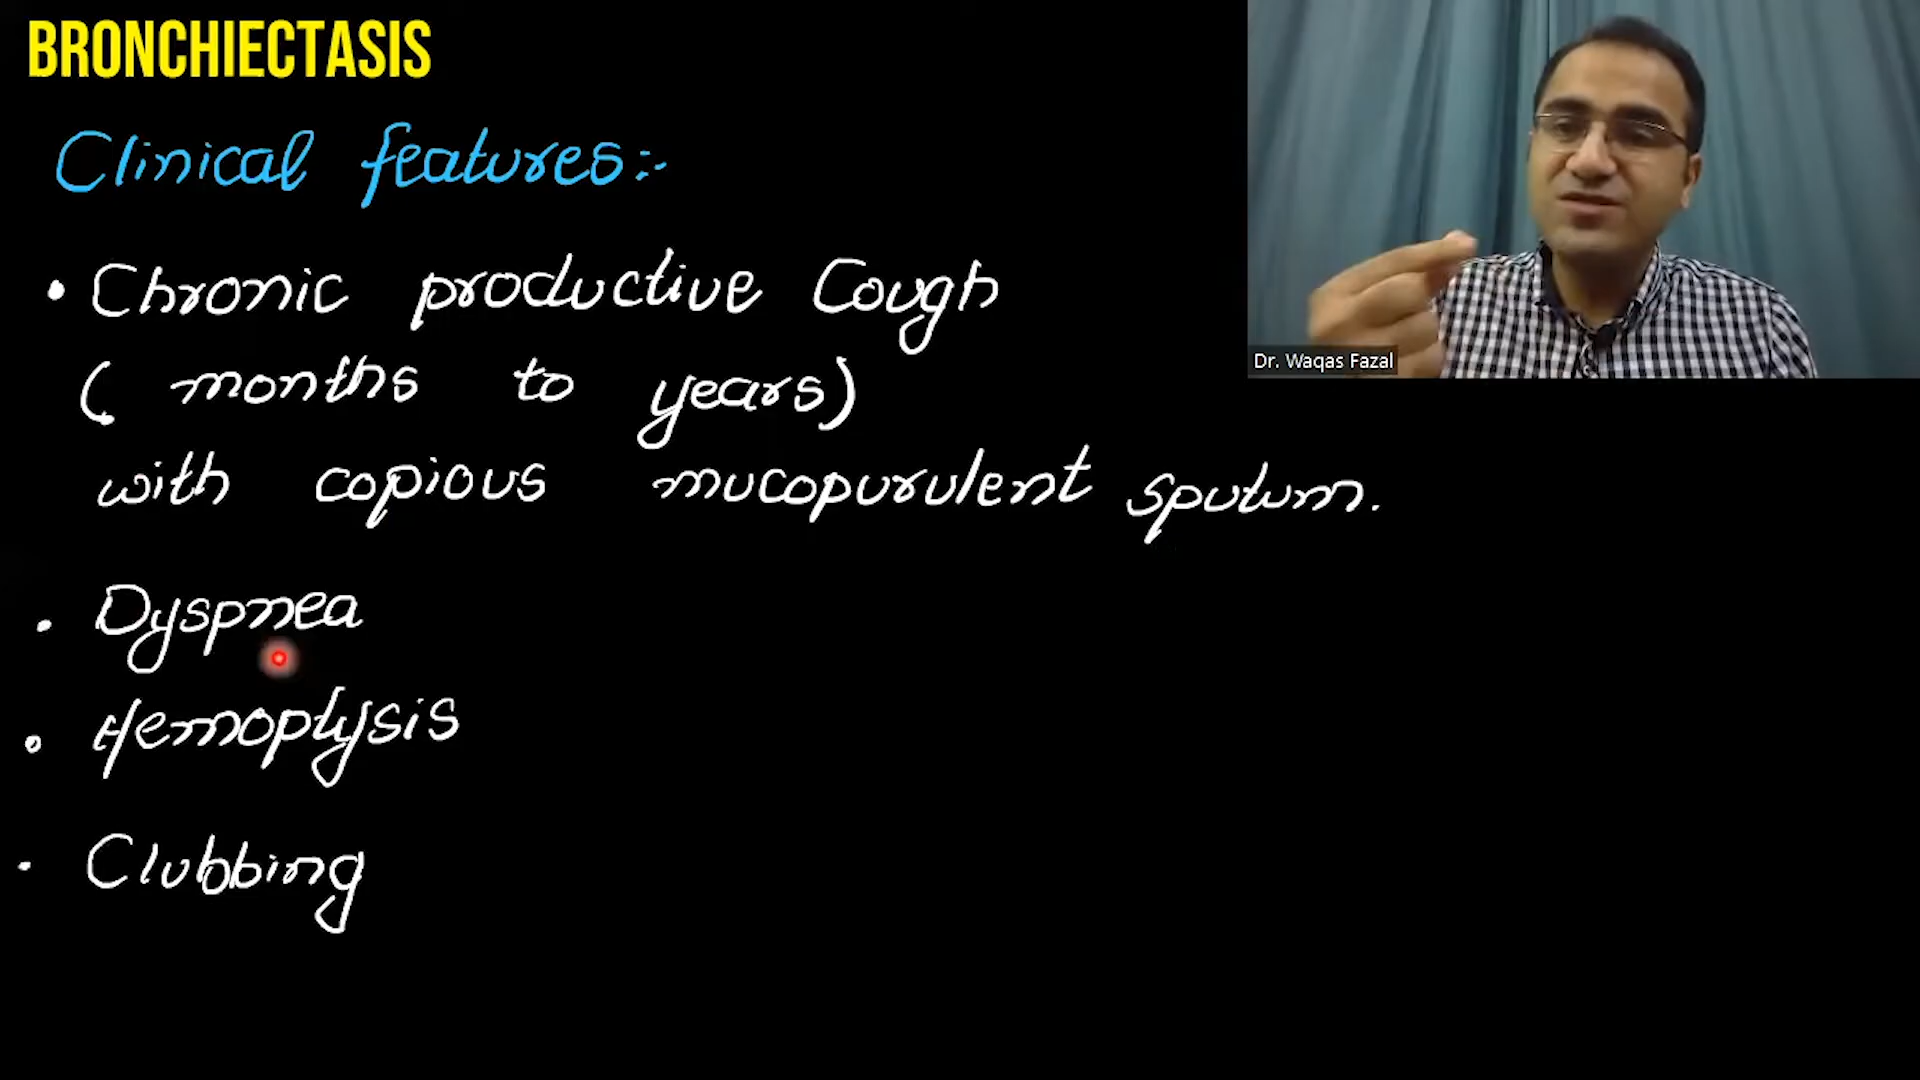 BRONCHIECTASIS
Clinical features:-
• Chronic productive Cough
( months to years)
with copious mucopurulent sputum.
Dr. Waqas Fazal
• Dyspnea
• Hemoptysis
• Clubbing